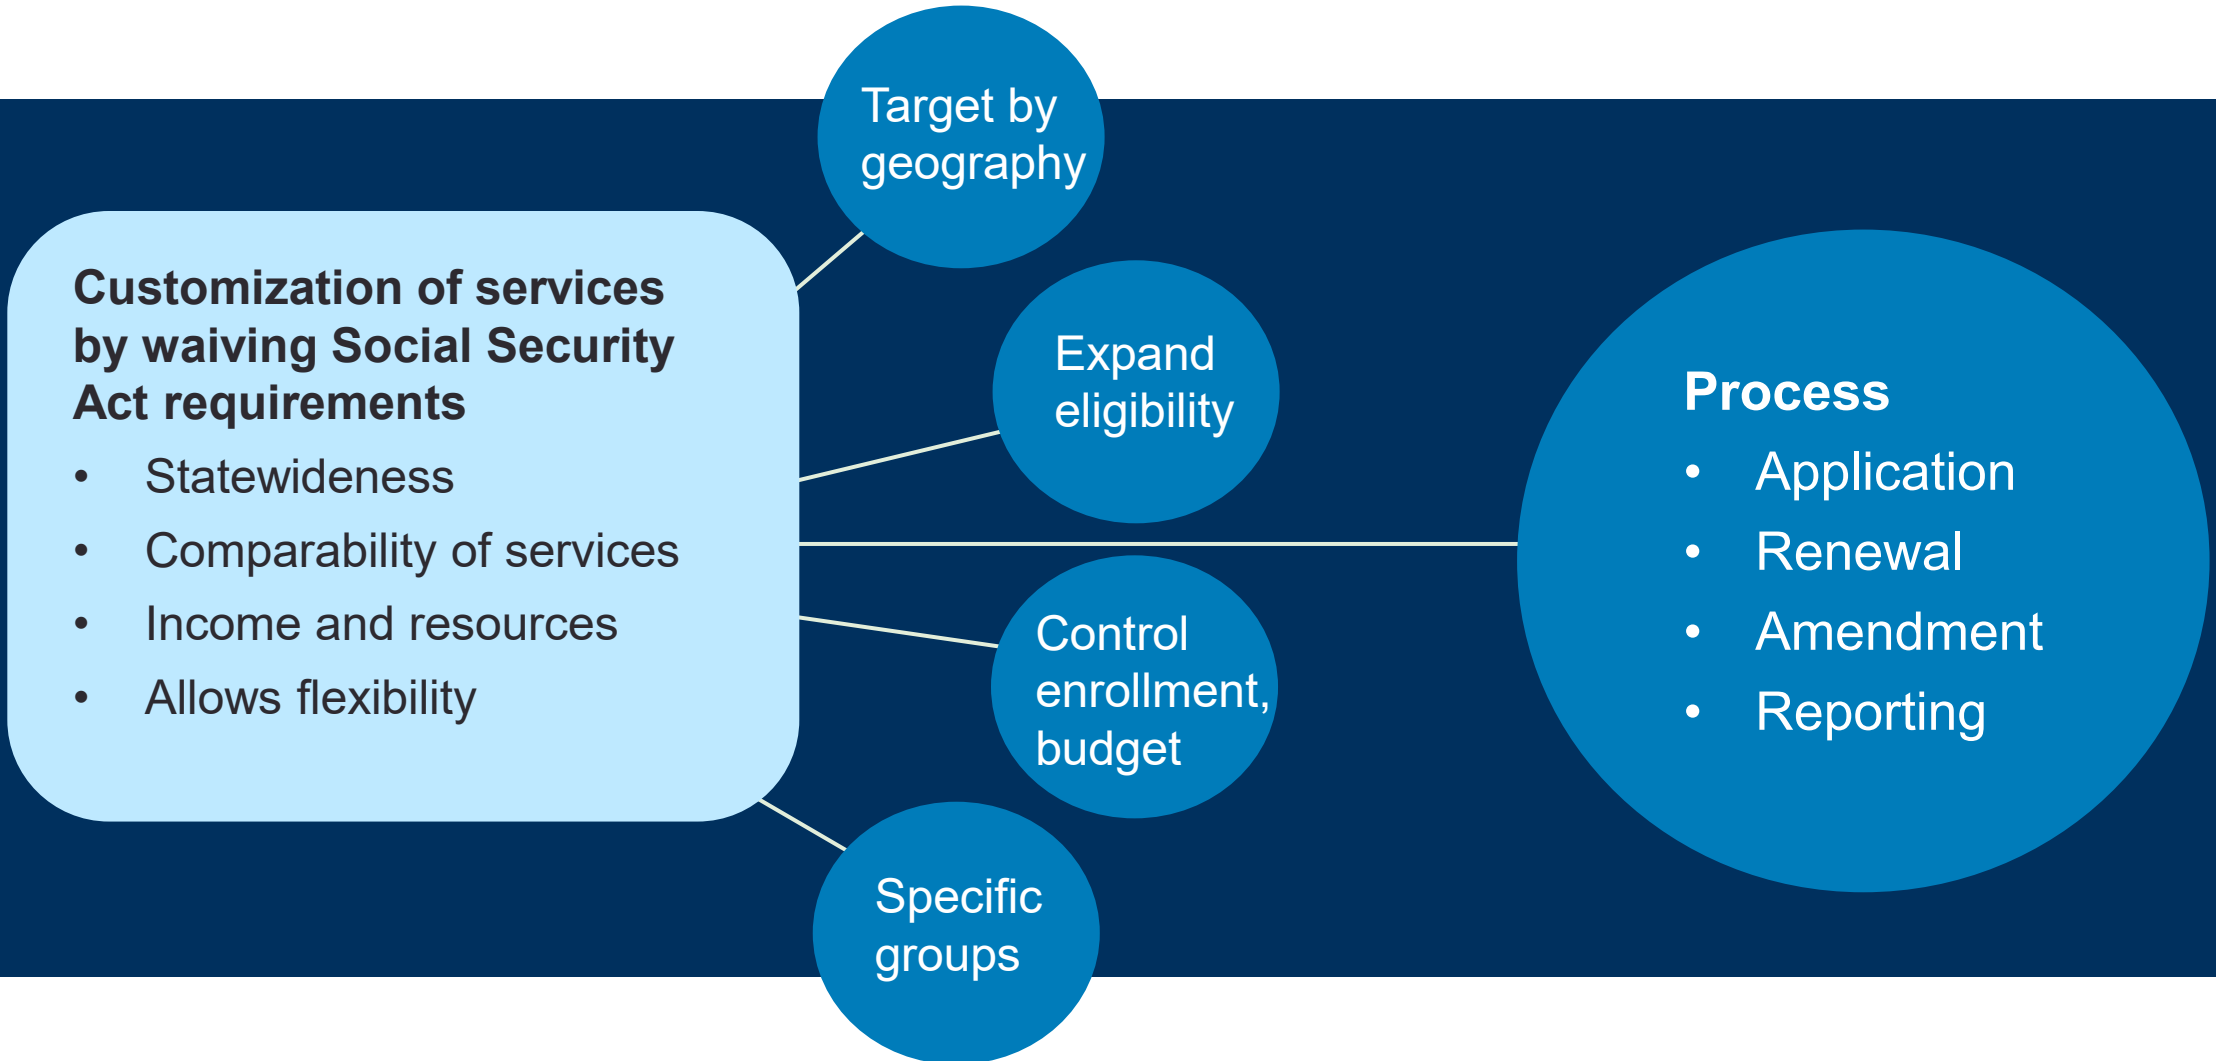 Target by
geography
Customization of services
by waiving Social Security
Act requirements
• Statewideness
• Comparability of services
• Income and resources
• Allows flexibility
Expand
eligibility
Control
enrollment,
budget
Specific
groups
Process
• Application
• Renewal
• Amendment
• Reporting